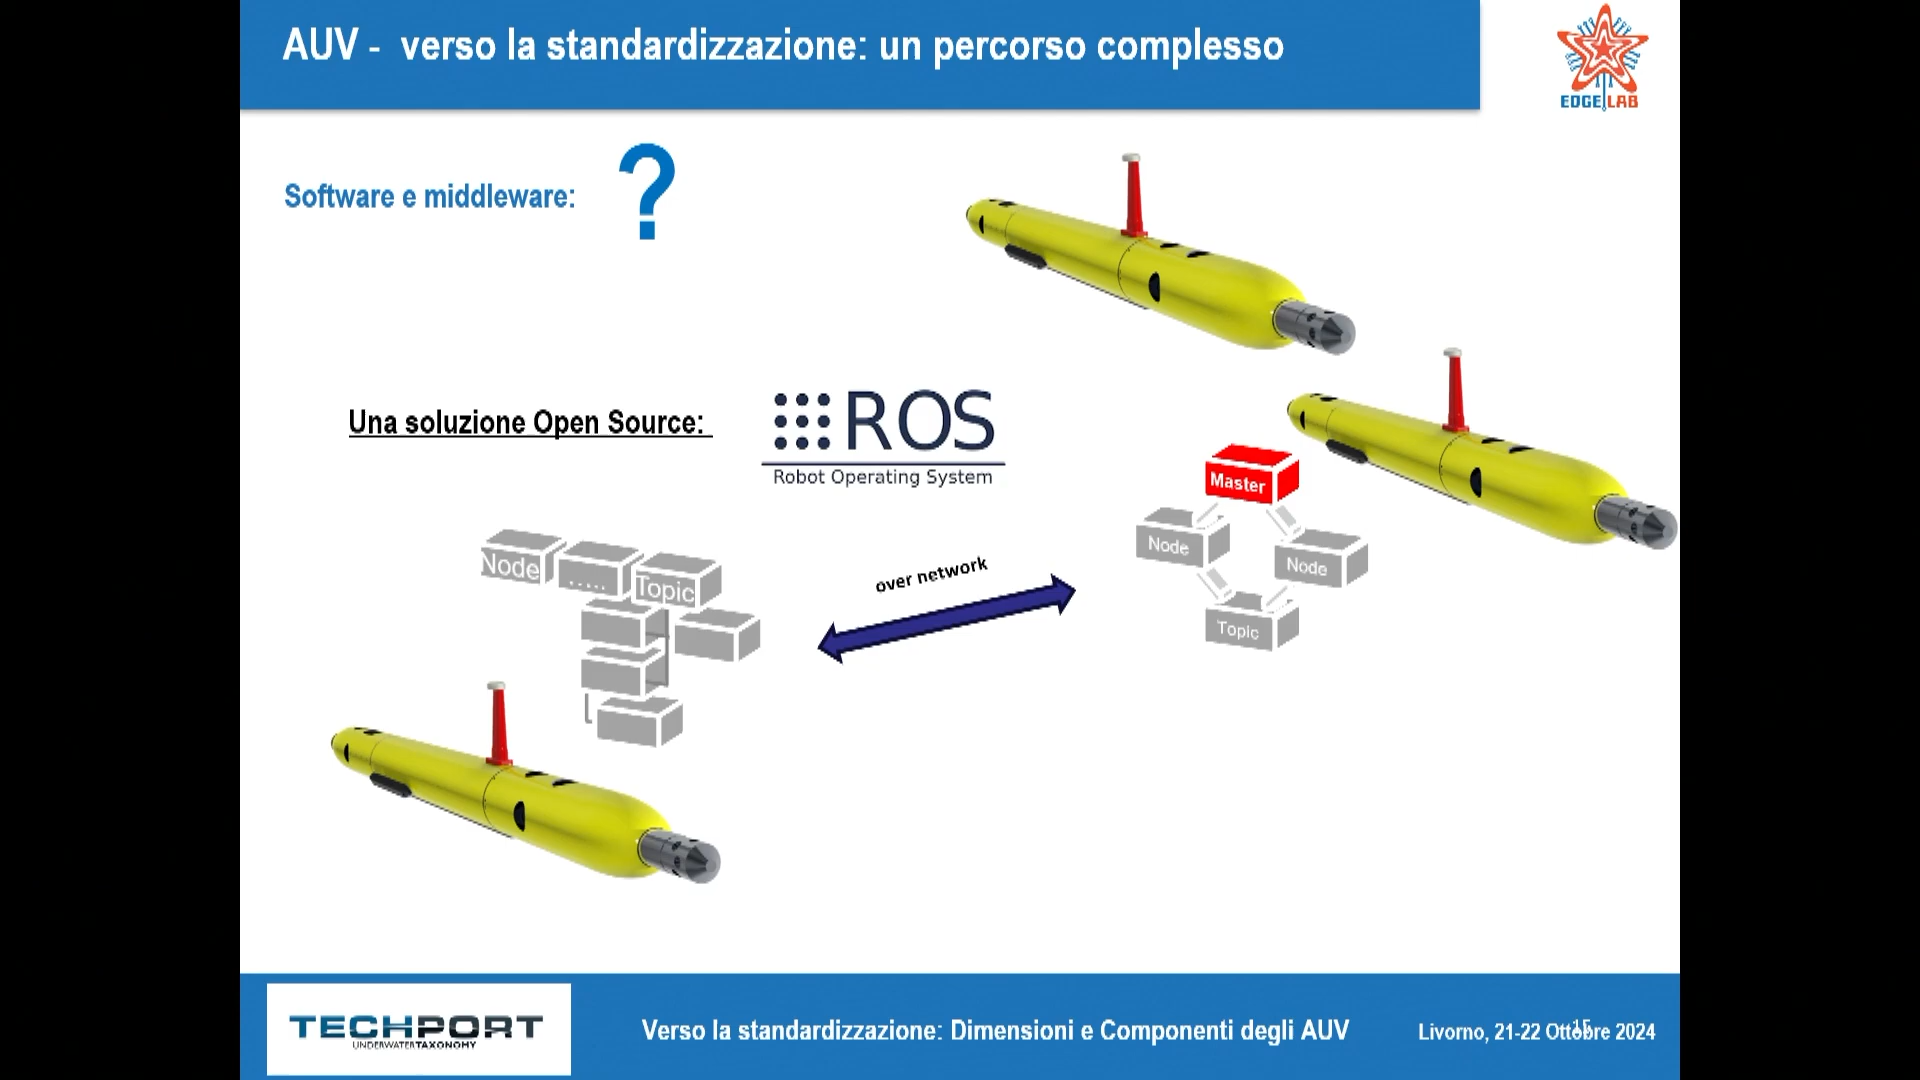 AUV - verso la standardizzazione: un percorso complesso
EDGE LAB
Software e middleware: ?
Una soluzione Open Source:
ROS
Robot Operating System
Master
Node
Node
Topic
over network
Node
.....
Topic
TECHPORT
UNDERWATERTAXONOMY
Verso la standardizzazione: Dimensioni e Componenti degli AUV
Livorno, 21-22 Ottobre 2024
15